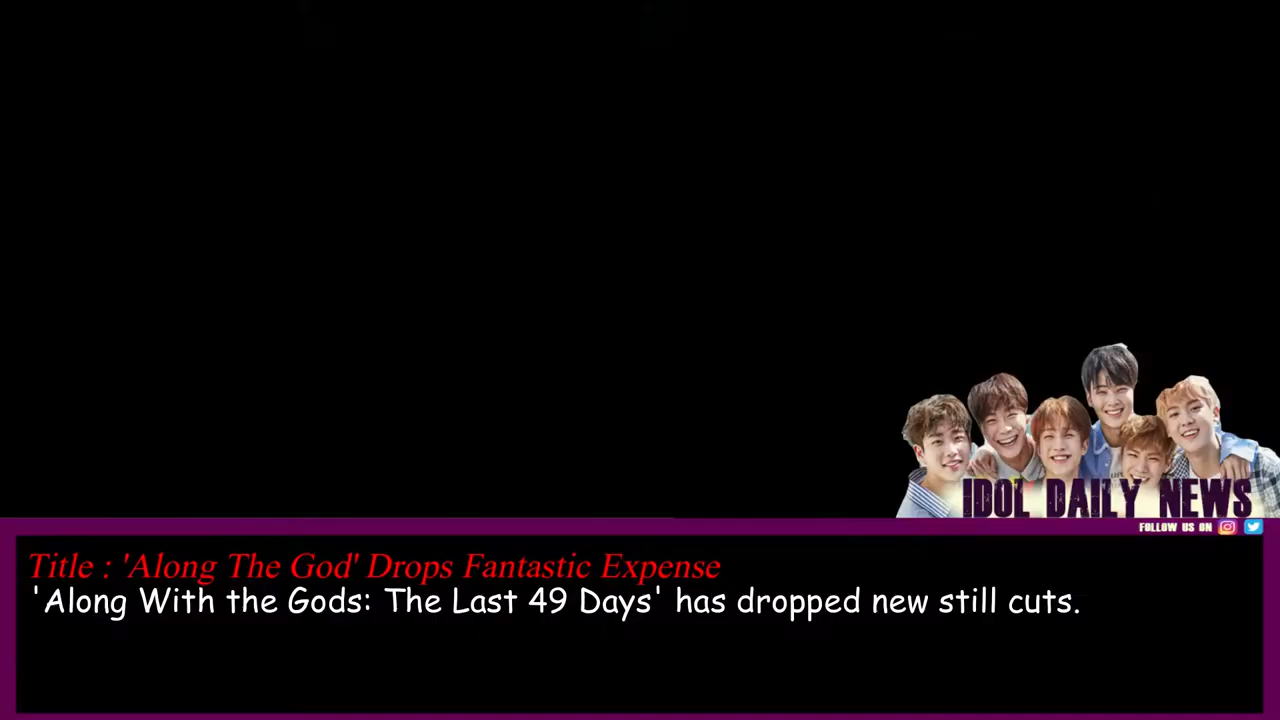 IDOL DAILY NEWS
FOLLOW US ON
Title : 'Along The God' Drops Fantastic Expense
'Along With the Gods: The Last 49 Days' has dropped new still cuts.